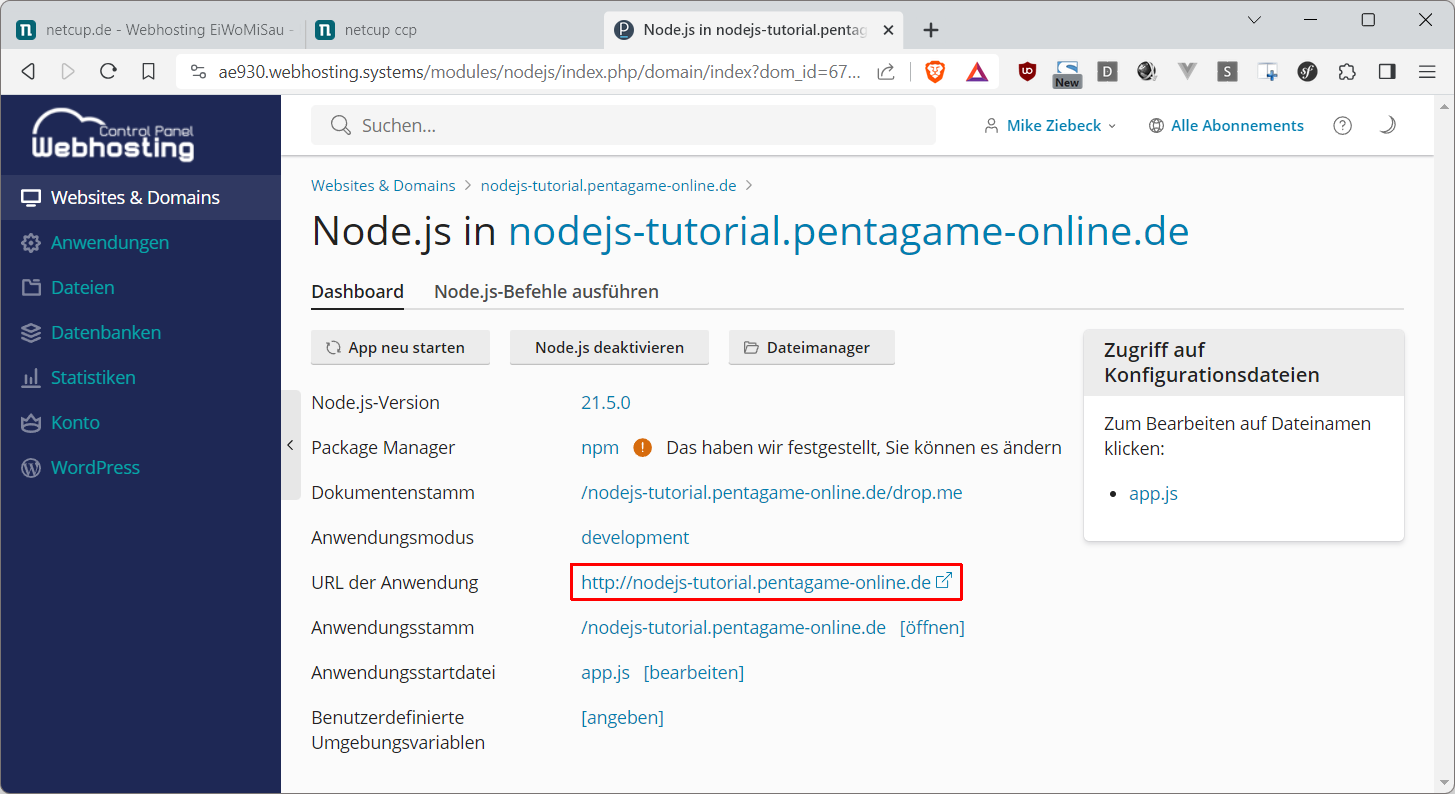 netcup.de - Webhosting EiWoMiSau -
netcup ccp
Node.js in nodejs-tutorial.pentag
ae930.webhosting.systems/modules/nodejs/index.php/domain/index?dom_id=67...
UD
New
D
S
sf
Control Panel
Webhosting
Suchen...
Mike Ziebeck
Alle Abonnements
?
Websites & Domains
Anwendungen
Dateien
Datenbanken
Statistiken
Konto
WordPress
Websites & Domains > nodejs-tutorial.pentagame-online.de >
Node.js in nodejs-tutorial.pentagame-online.de
Dashboard Node.js-Befehle ausführen
App neu starten Node.js deaktivieren Dateimanager
Node.js-Version 21.5.0
Package Manager npm ! Das haben wir festgestellt, Sie können es ändern
Dokumentenstamm /nodejs-tutorial.pentagame-online.de/drop.me
Anwendungsmodus development
URL der Anwendung http://nodejs-tutorial.pentagame-online.de
Anwendungsstamm /nodejs-tutorial.pentagame-online.de [öffnen]
Anwendungsstartdatei app.js [bearbeiten]
Benutzerdefinierte [angeben]
Umgebungsvariablen
Zugriff auf
Konfigurationsdateien
Zum Bearbeiten auf Dateinamen
klicken:
• app.js